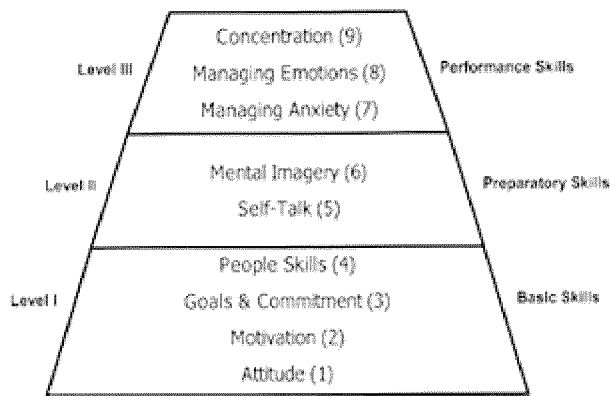 Concentration (9)
Level III
Managing Emotions (8)
Performance Skills
Managing Anxiety (7)
Mental Imagery (6)
Level II
Preparatory Skills
Self-Talk (5)
People Skills (4)
Level I
Goals & Commitment (3)
Basic Skills
Motivation (2)
Attitude (1)